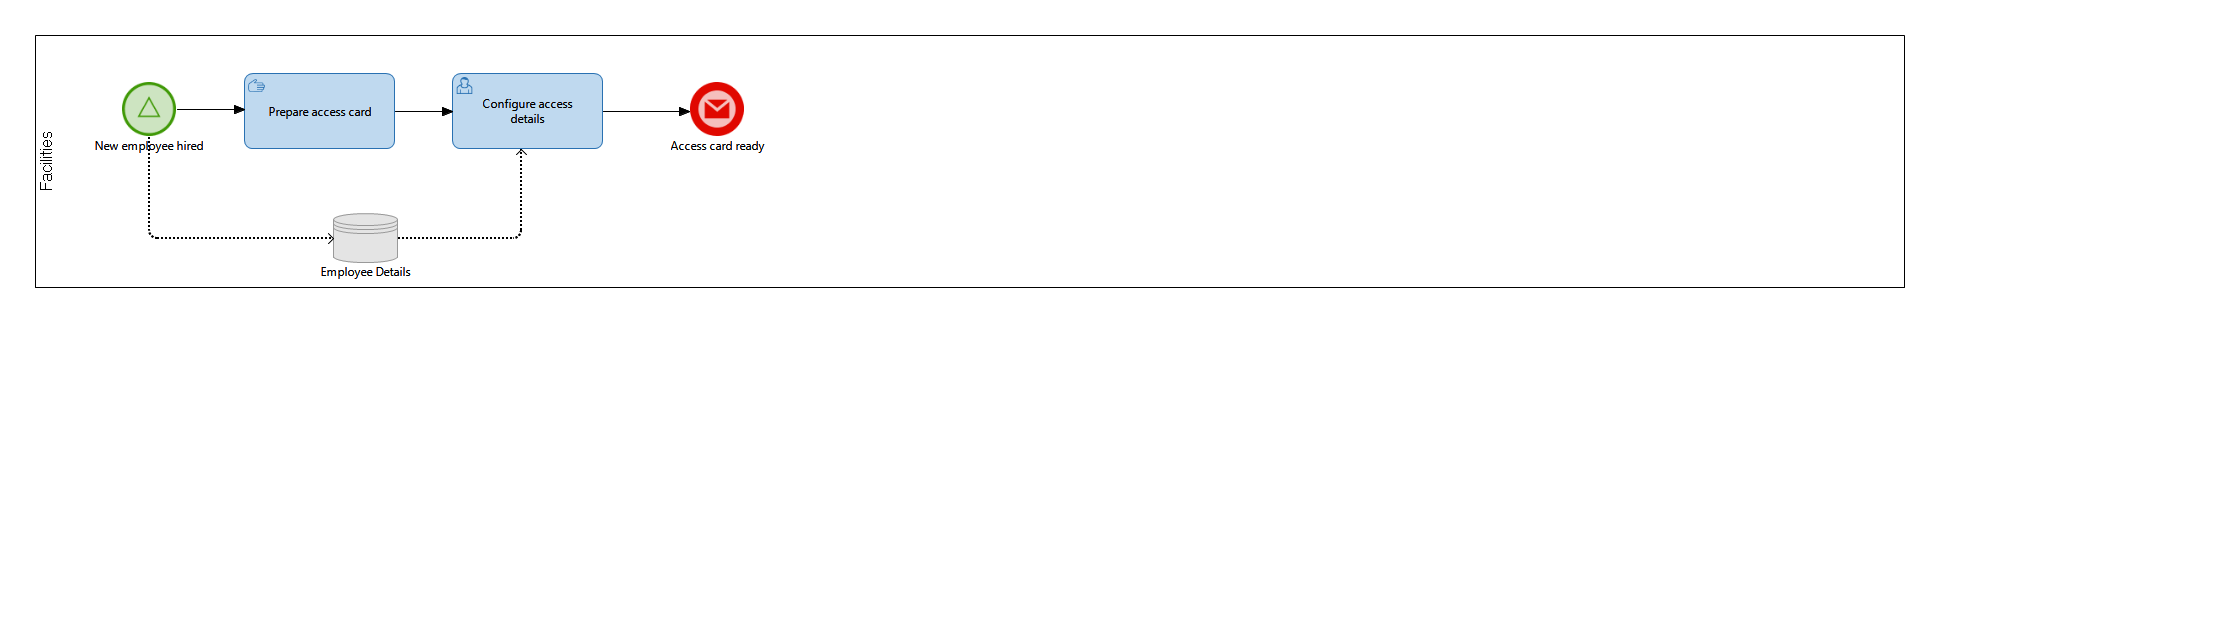 Facilities
New employee hired
Prepare access card
Configure access
details
Access card ready
Employee Details